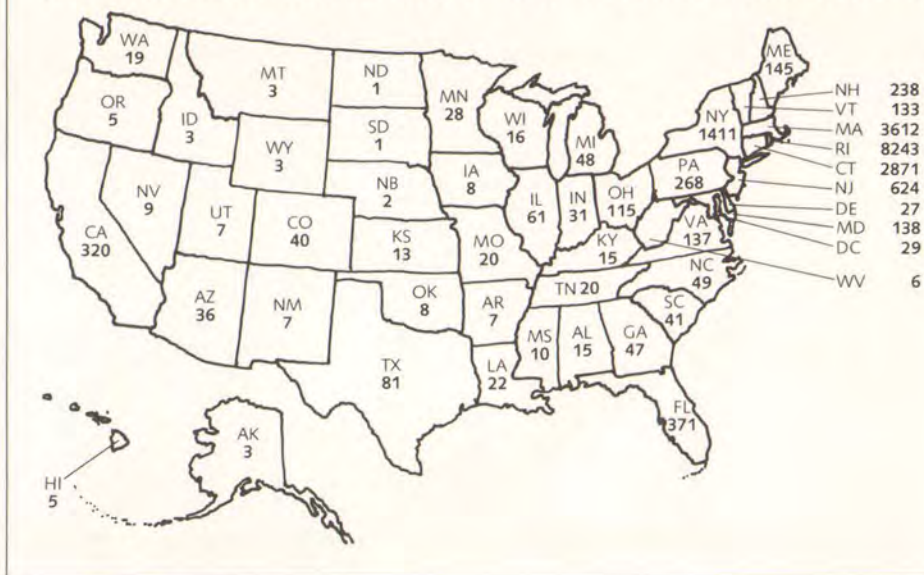 WA
19
OR
5
ID
3
MT
3
ND
1
MN
28
WI
16
MI
48
NY
1411
ME
145
NH 238
VT 133
MA 3612
RI 8243
CT 2871
NJ 624
DE 27
MD 138
DC 29
WV 6
SD
1
WY
3
NB
2
IA
8
IL
61
IN
31
OH
115
PA
268
VA
137
NV
9
UT
7
CO
40
KS
13
MO
20
KY
15
NC
49
CA
320
AZ
36
NM
7
OK
8
AR
7
TN 20
SC
41
TX
81
LA
22
MS
10
AL
15
GA
47
FL
371
AK
3
HI
5